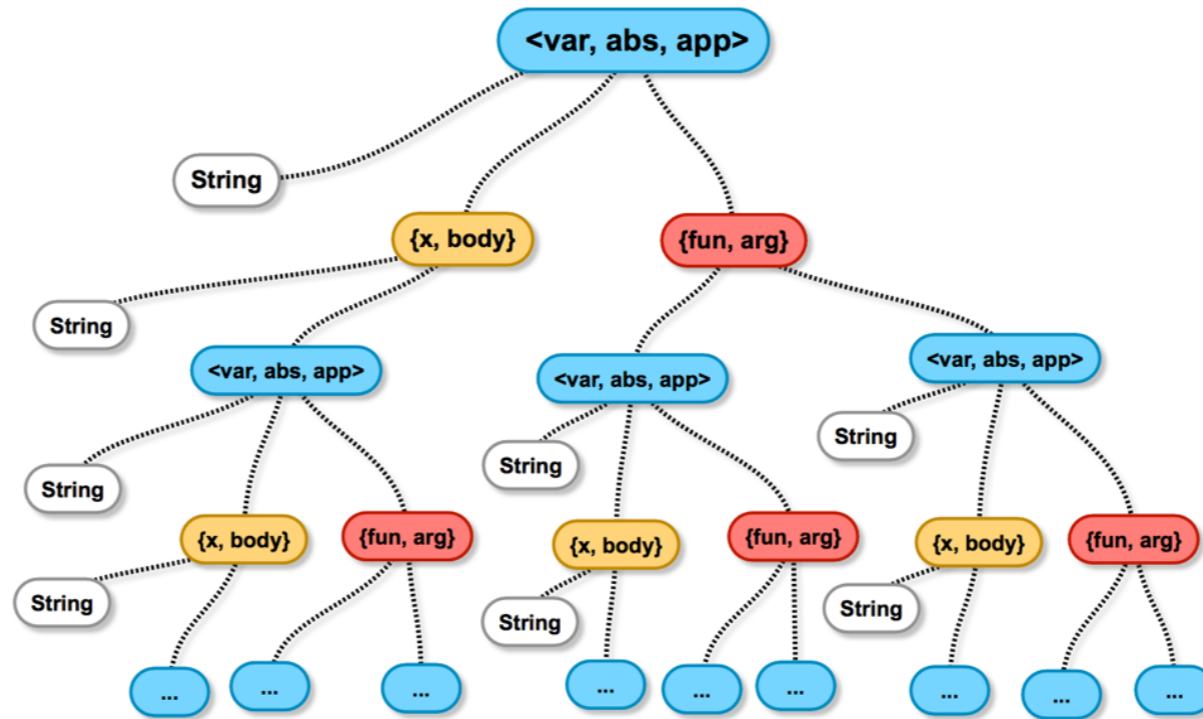 <var, abs, app>
String
{x, body}
{fun, arg}
String
<var, abs, app>
<var, abs, app>
<var, abs, app>
String
String
String
{x, body}
{fun, arg}
{x, body}
{fun, arg}
{x, body}
{fun, arg}
String
String
String
...
...
...
...
...
...
...
...
...